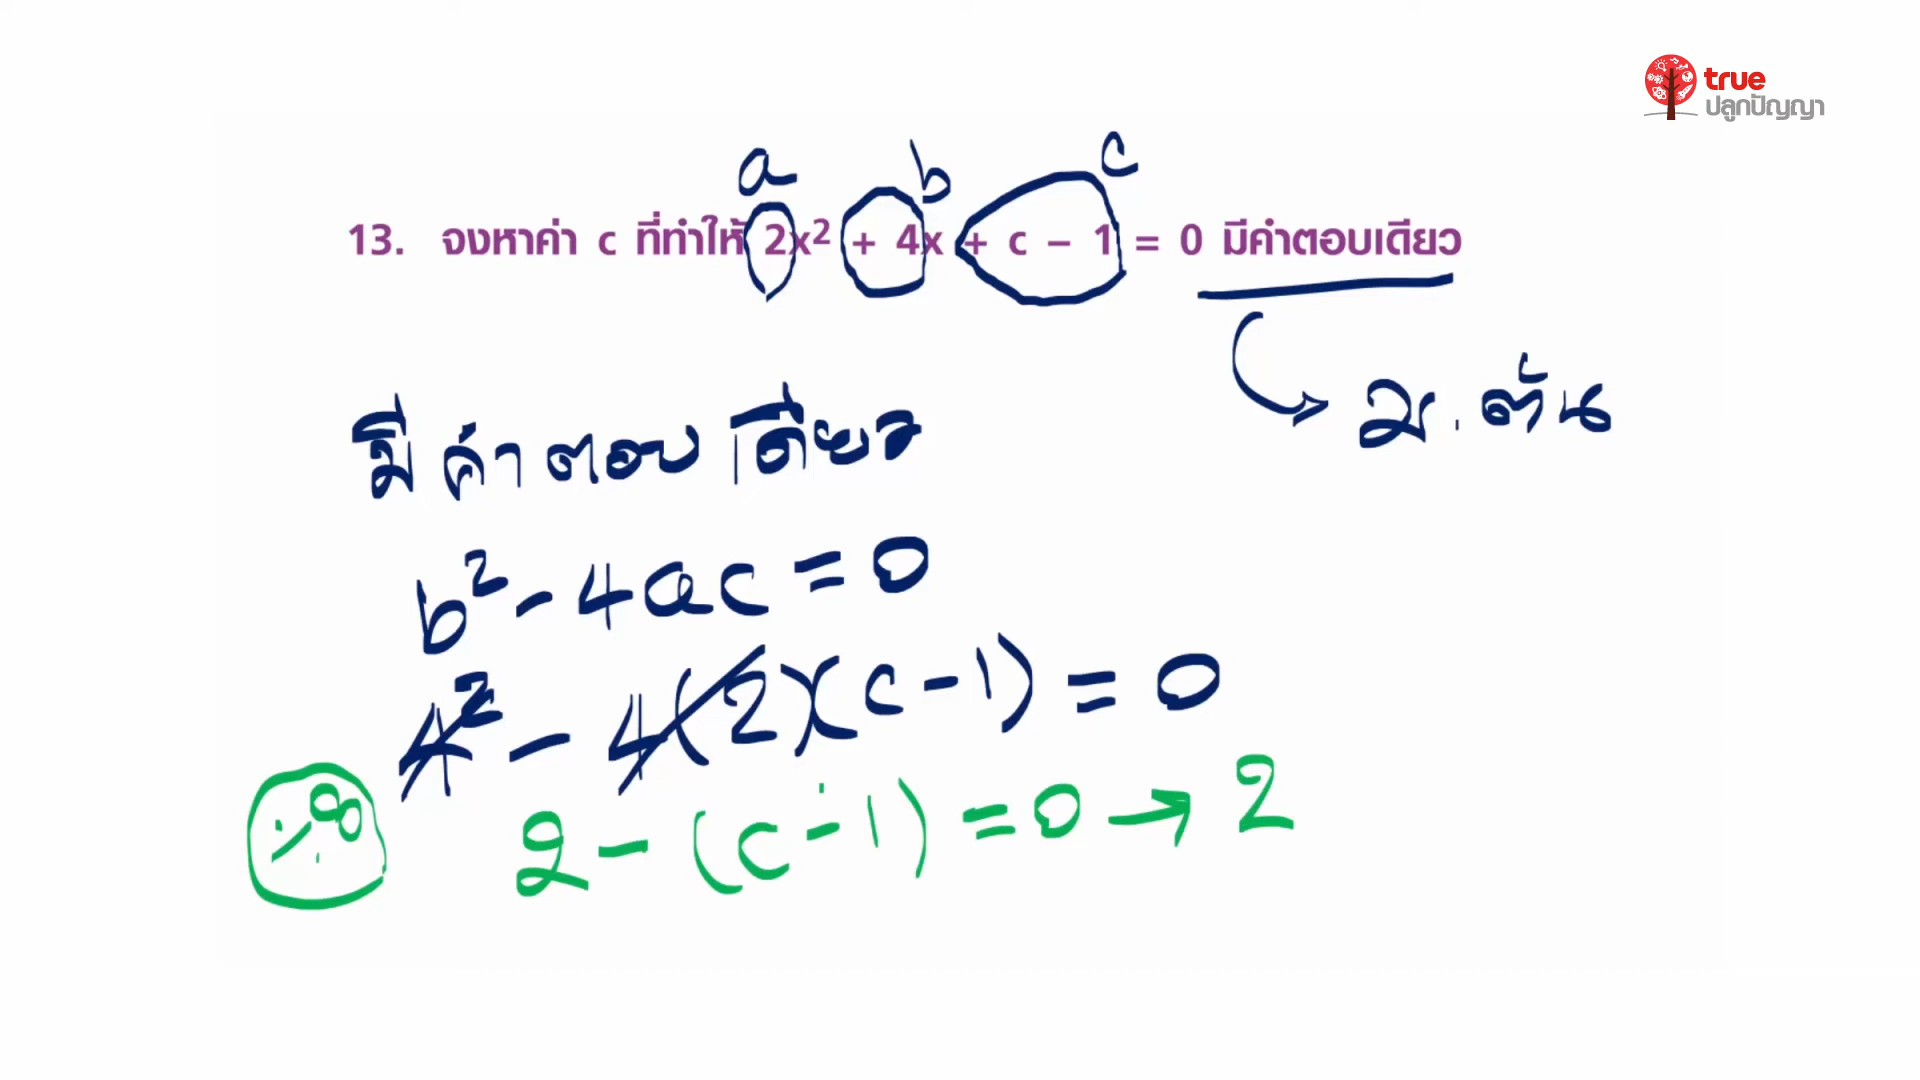 true
ปลูกปัญญา
a b c
13. จงหาค่า c ที่ทำให้ 2x² + 4x + c − 1 = 0 มีคำตอบเดียว
ม. ต้น
มีคำตอบเดียว
b² − 4ac = 0
4² − 4(2)(c − 1) = 0
÷8 2 − (c − 1) = 0 → 2